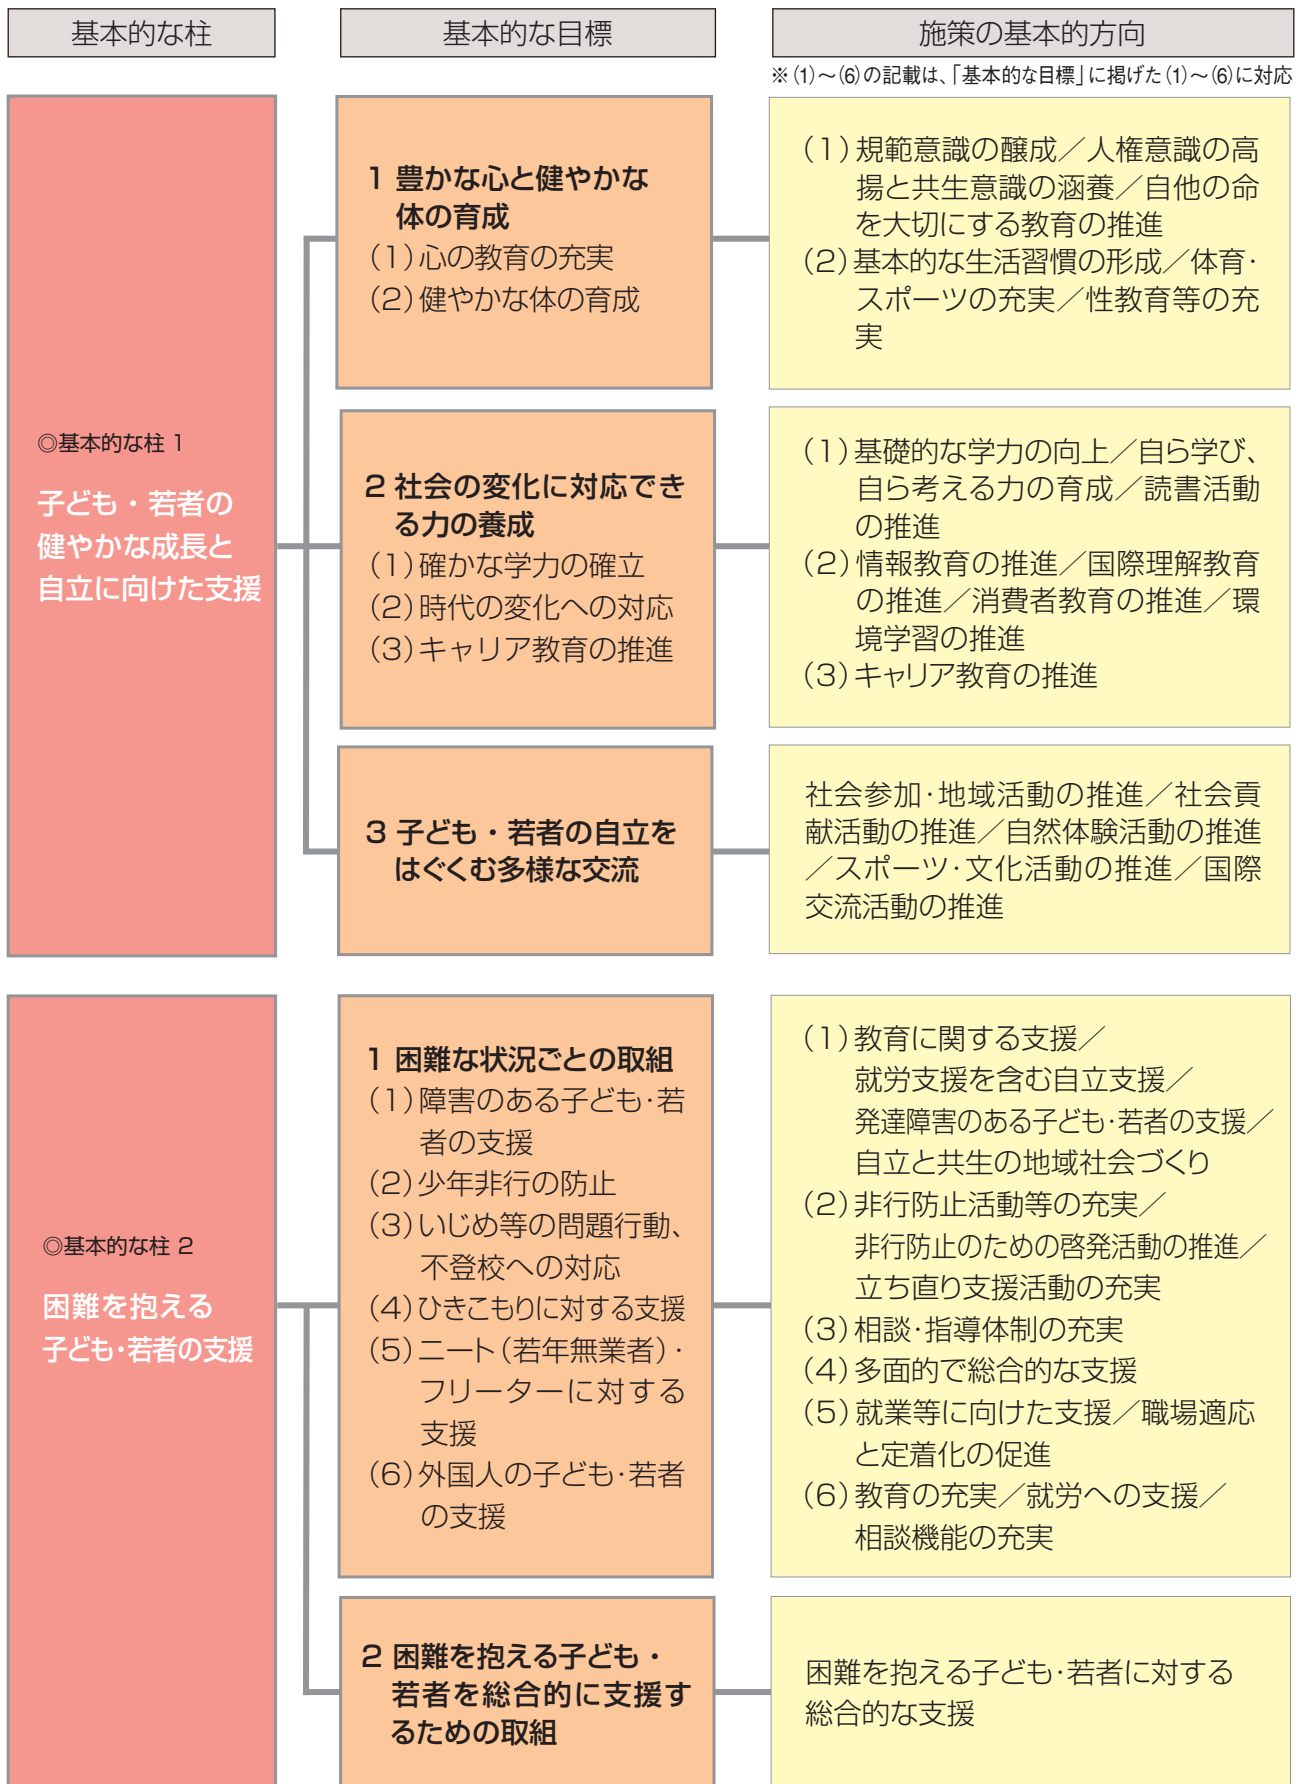 基本的な柱
基本的な目標
施策の基本的方向
※(1)～(6)の記載は、「基本的な目標」に掲げた(1)～(6)に対応
◎基本的な柱 1
子ども・若者の
健やかな成長と
自立に向けた支援
1 豊かな心と健やかな
体の育成
(1)心の教育の充実
(2)健やかな体の育成
(1)規範意識の醸成／人権意識の高
揚と共生意識の涵養／自他の命
を大切にする教育の推進
(2)基本的な生活習慣の形成／体育・
スポーツの充実／性教育等の充
実
2 社会の変化に対応でき
る力の養成
(1)確かな学力の確立
(2)時代の変化への対応
(3)キャリア教育の推進
(1)基礎的な学力の向上／自ら学び、
自ら考える力の育成／読書活動
の推進
(2)情報教育の推進／国際理解教育
の推進／消費者教育の推進／環
境学習の推進
(3)キャリア教育の推進
3 子ども・若者の自立を
はぐくむ多様な交流
社会参加・地域活動の推進／社会貢
献活動の推進／自然体験活動の推進
／スポーツ・文化活動の推進／国際
交流活動の推進
◎基本的な柱 2
困難を抱える
子ども・若者の支援
1 困難な状況ごとの取組
(1)障害のある子ども・若
者の支援
(2)少年非行の防止
(3)いじめ等の問題行動、
不登校への対応
(4)ひきこもりに対する支援
(5)ニート(若年無業者)・
フリーターに対する
支援
(6)外国人の子ども・若者
の支援
(1)教育に関する支援／
就労支援を含む自立支援／
発達障害のある子ども・若者の支援／
自立と共生の地域社会づくり
(2)非行防止活動等の充実／
非行防止のための啓発活動の推進／
立ち直り支援活動の充実
(3)相談・指導体制の充実
(4)多面的で総合的な支援
(5)就業等に向けた支援／職場適応
と定着化の促進
(6)教育の充実／就労への支援／
相談機能の充実
2 困難を抱える子ども・
若者を総合的に支援す
るための取組
困難を抱える子ども・若者に対する
総合的な支援